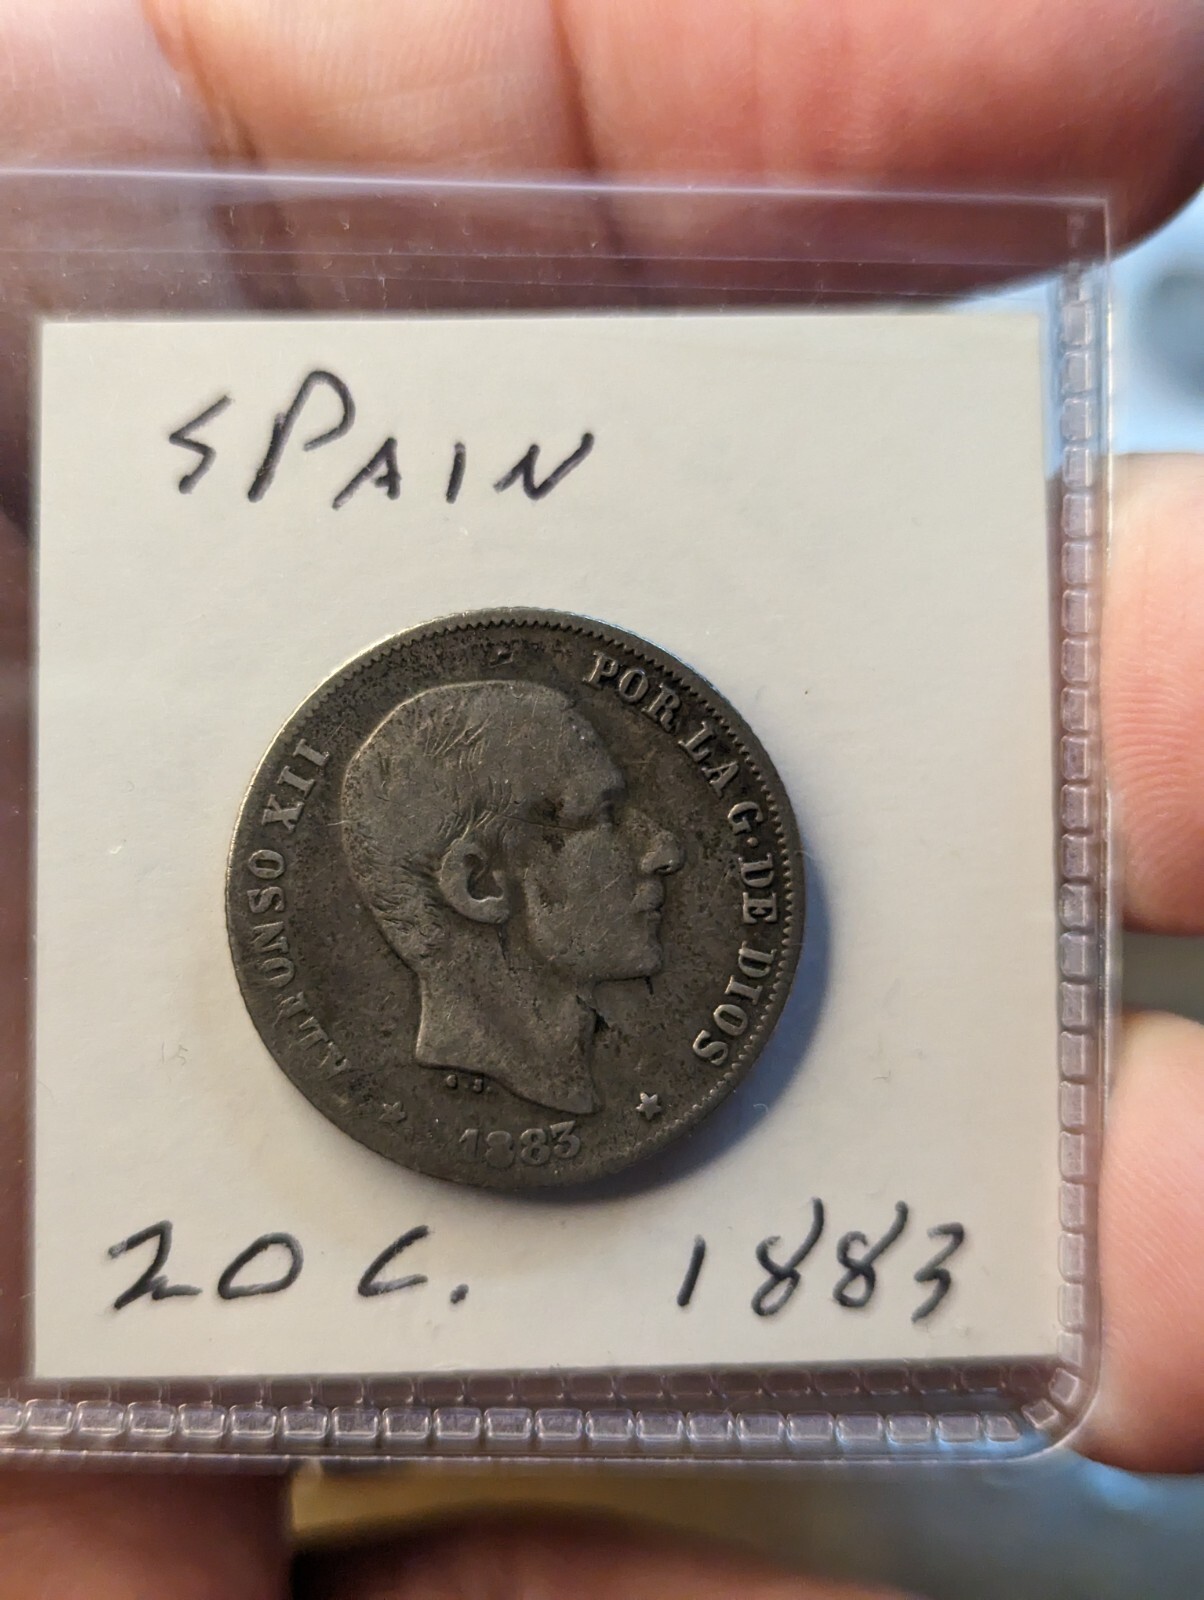 SPAIN
ALFONSO XII POR LA G. DE DIOS
1883
20 C. 1883